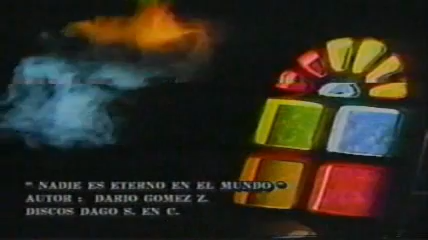 " NADIE ES ETERNO EN EL MUNDO "
AUTOR : DARIO GOMEZ Z.
DISCOS DAGO S. EN C.